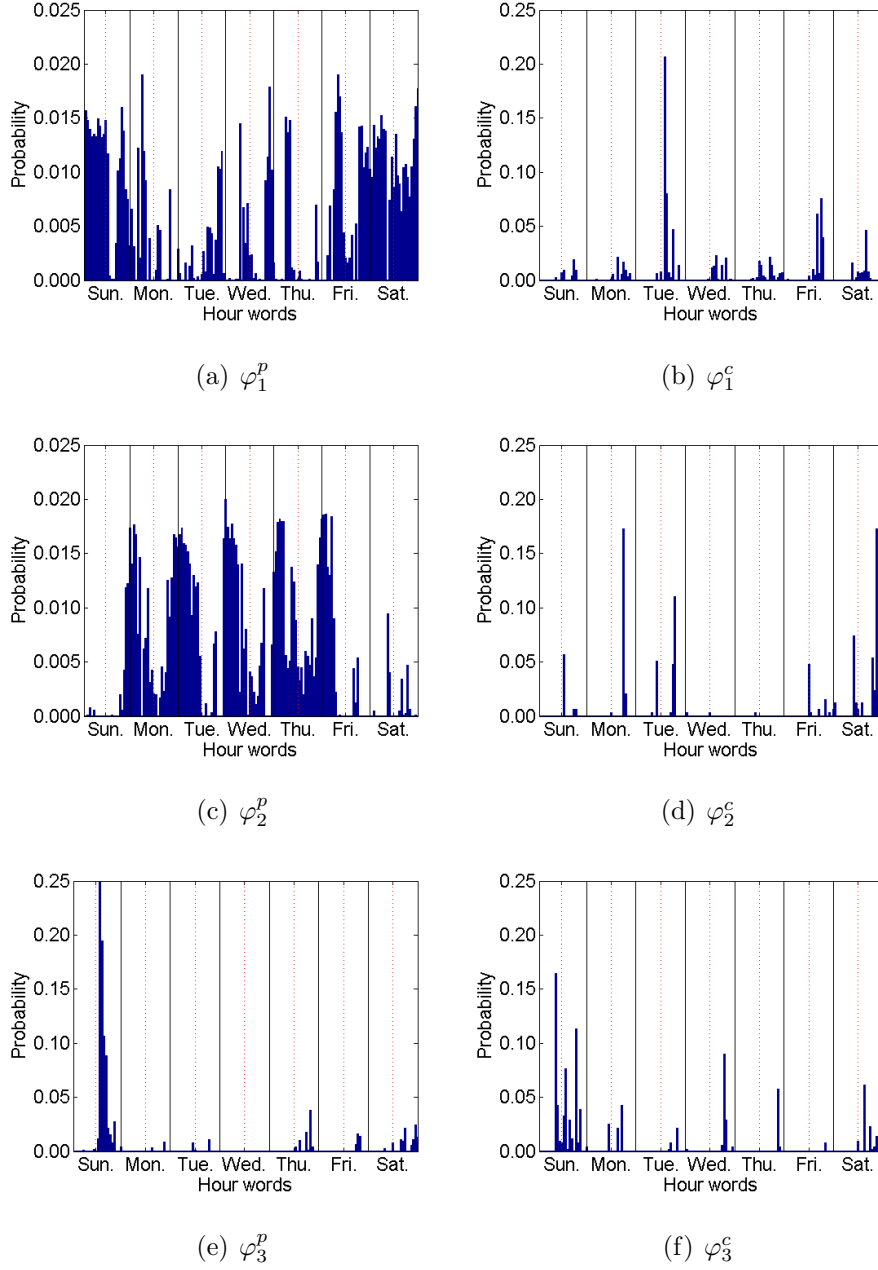 0.025
0.020
0.015
0.010
0.005
0.000
Probability
Sun. Mon. Tue. Wed. Thu. Fri. Sat.
Hour words
(a) φ₁ᵖ
0.25
0.20
0.15
0.10
0.05
0.00
Probability
Sun. Mon. Tue. Wed. Thu. Fri. Sat.
Hour words
(b) φ₁ᶜ
0.025
0.020
0.015
0.010
0.005
0.000
Probability
Sun. Mon. Tue. Wed. Thu. Fri. Sat.
Hour words
(c) φ₂ᵖ
0.25
0.20
0.15
0.10
0.05
0.00
Probability
Sun. Mon. Tue. Wed. Thu. Fri. Sat.
Hour words
(d) φ₂ᶜ
0.25
0.20
0.15
0.10
0.05
0.00
Probability
Sun. Mon. Tue. Wed. Thu. Fri. Sat.
Hour words
(e) φ₃ᵖ
0.25
0.20
0.15
0.10
0.05
0.00
Probability
Sun. Mon. Tue. Wed. Thu. Fri. Sat.
Hour words
(f) φ₃ᶜ